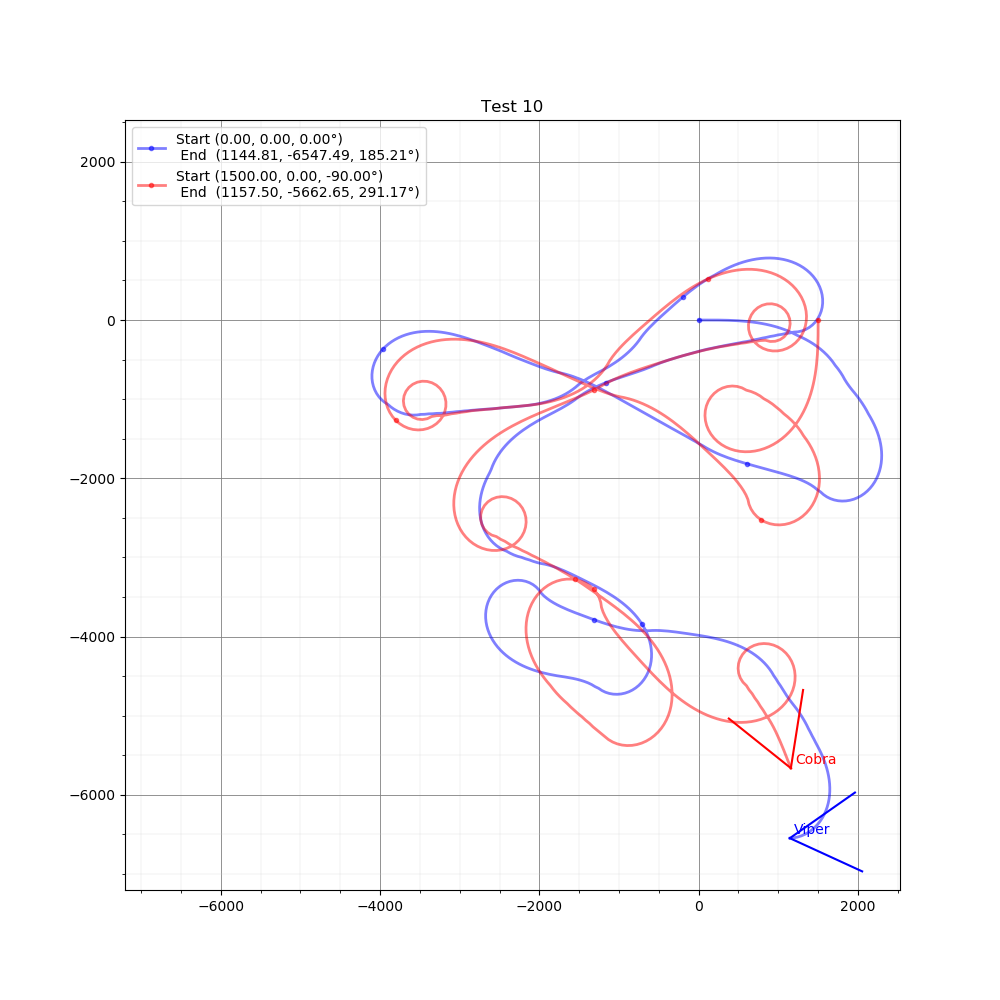 Test 10
Start (0.00, 0.00, 0.00°)
End (1144.81, -6547.49, 185.21°)
Start (1500.00, 0.00, -90.00°)
End (1157.50, -5662.65, 291.17°)
2000
0
−2000
−4000
−6000
Cobra
Viper
−6000
−4000
−2000
0
2000